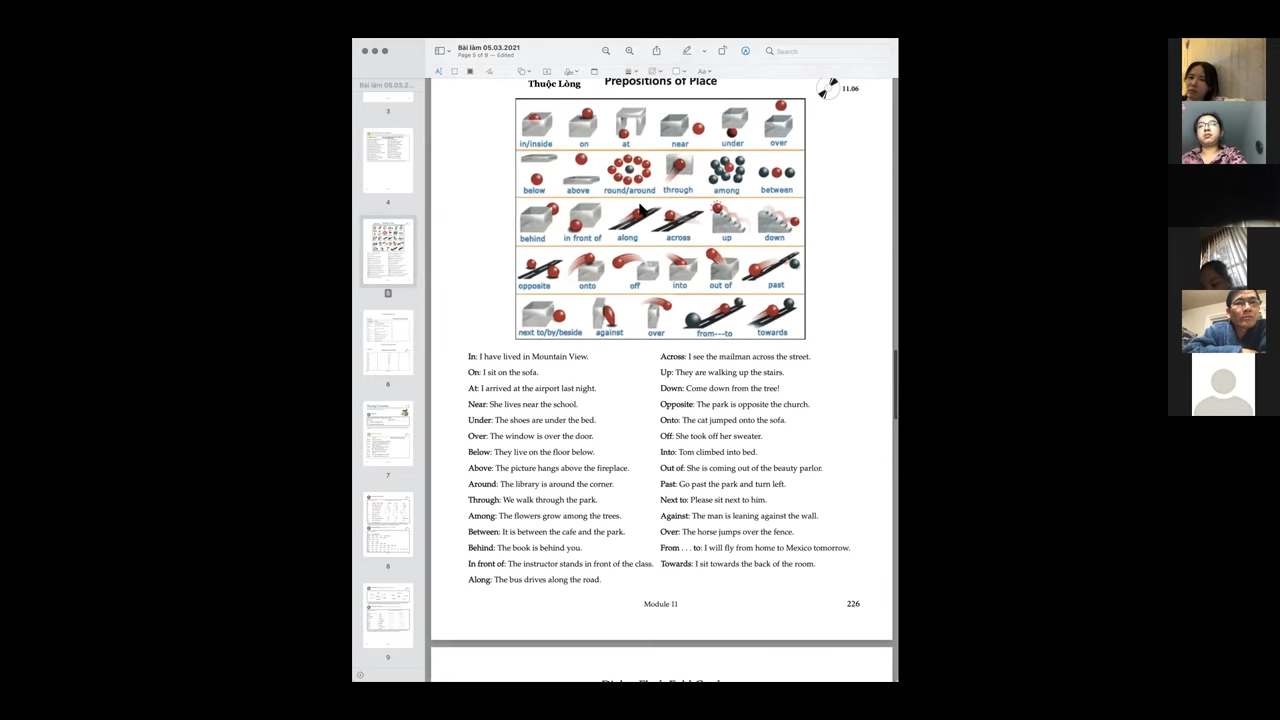 Bài làm 05.03.2021
Page 5 of 9 — Edited
Search
Bài làm 05.03.2...
3
4
5
6
7
8
9
Thuộc Lòng
Prepositions of Place
11.06
in/inside on at near under over
below above round/around through among between
behind in front of along across up down
opposite onto off into out of past
next to/by/beside against over from---to towards
In: I have lived in Mountain View.
On: I sit on the sofa.
At: I arrived at the airport last night.
Near: She lives near the school.
Under: The shoes are under the bed.
Over: The window is over the door.
Below: They live on the floor below.
Above: The picture hangs above the fireplace.
Around: The library is around the corner.
Through: We walk through the park.
Among: The flowers grow among the trees.
Between: It is between the cafe and the park.
Behind: The book is behind you.
In front of: The instructor stands in front of the class.
Along: The bus drives along the road.
Across: I see the mailman across the street.
Up: They are walking up the stairs.
Down: Come down from the tree!
Opposite: The park is opposite the church.
Onto: The cat jumped onto the sofa.
Off: She took off her sweater.
Into: Tom climbed into bed.
Out of: She is coming out of the beauty parlor.
Past: Go past the park and turn left.
Next to: Please sit next to him.
Against: The man is leaning against the wall.
Over: The horse jumps over the fence.
From . . . to: I will fly from home to Mexico tomorrow.
Towards: I sit towards the back of the room.
Module 11
226